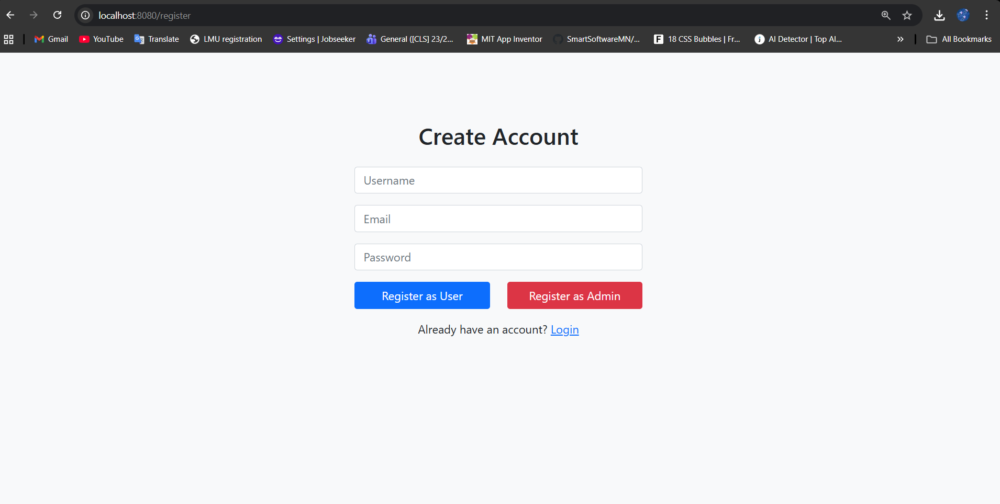 localhost:8080/register
Gmail YouTube Translate LMU registration Settings | Jobseeker General ([CLS] 23/2... MIT App Inventor SmartSoftwareMN/... F 18 CSS Bubbles | Fr... j AI Detector | Top AI... » All Bookmarks
Create Account
Username
Email
Password
Register as User Register as Admin
Already have an account? Login